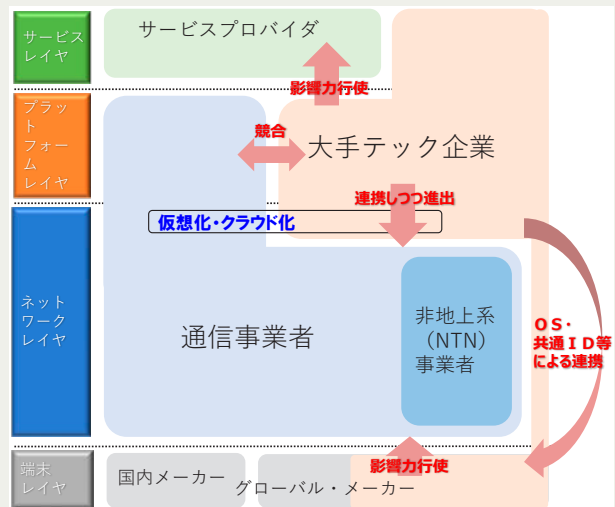 サービス
レイヤ
サービスプロバイダ
影響力行使
プラッ
ト
フォー
ム
レイヤ
競合
大手テック企業
連携しつつ進出
仮想化・クラウド化
ネット
ワーク
レイヤ
通信事業者
非地上系
（NTN）
事業者
ＯＳ・
共通ＩＤ等
による連携
端末
レイヤ
国内メーカー
グローバル・メーカー
影響力行使